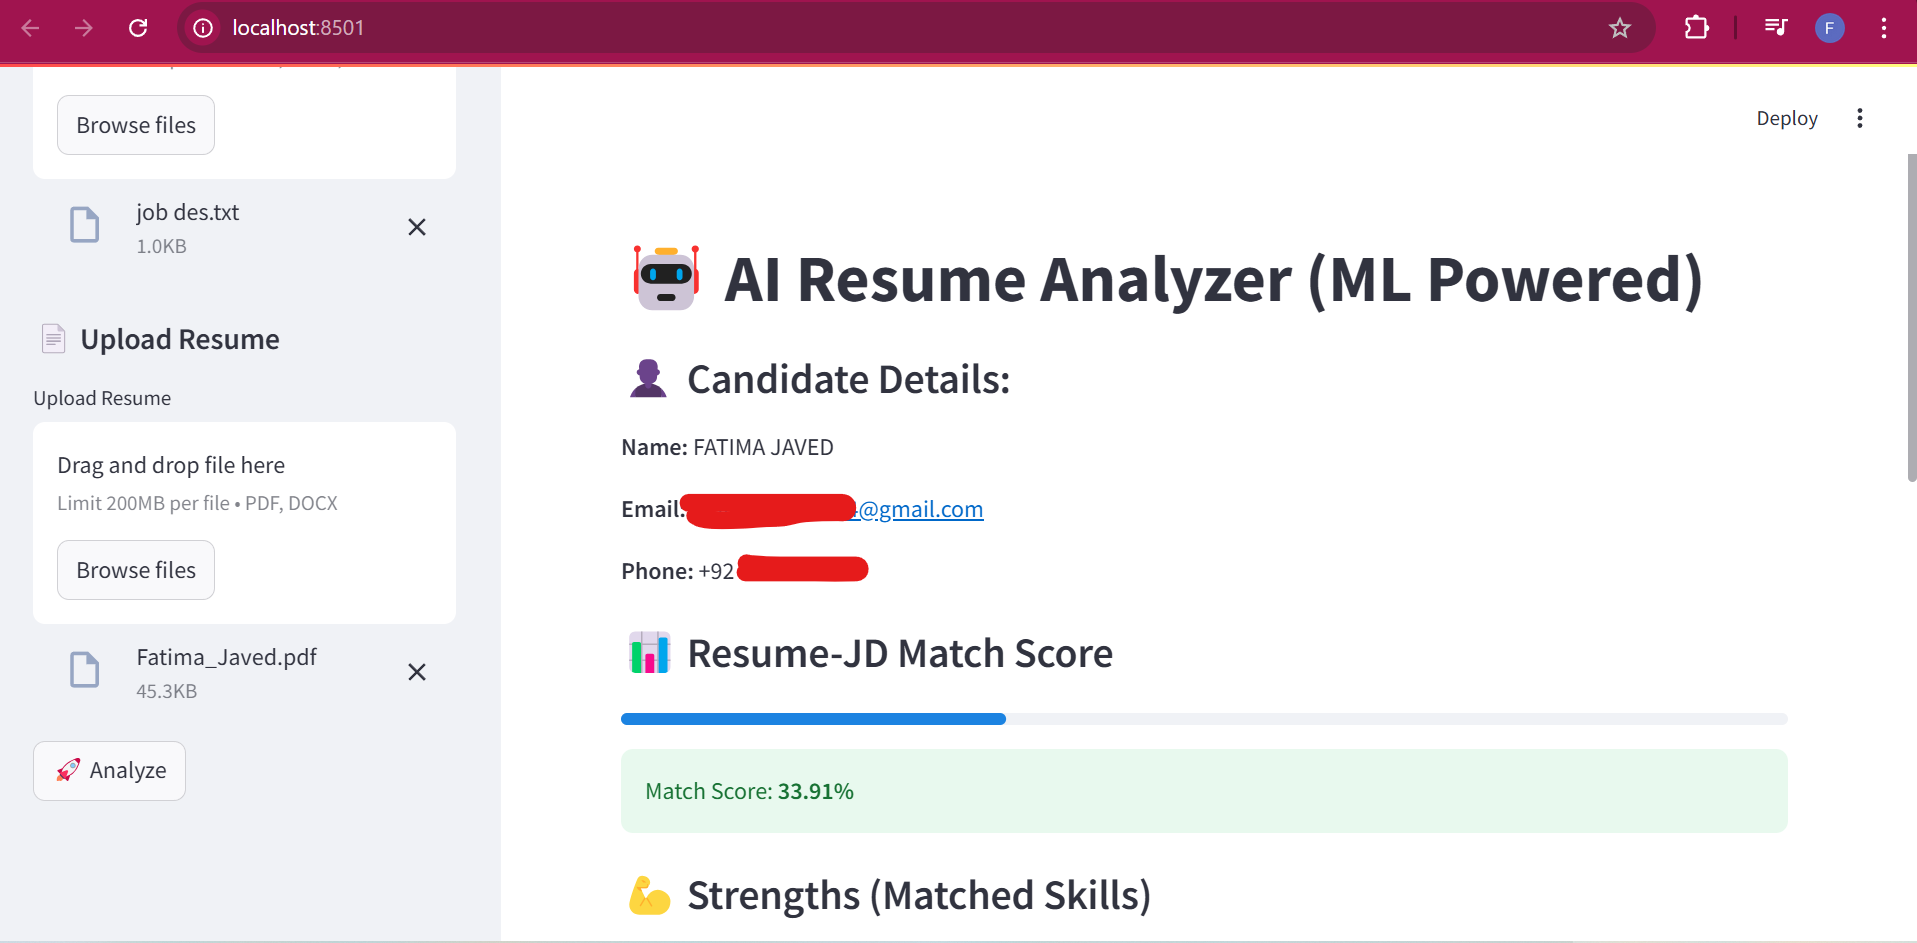 localhost:8501
F
Browse files
job des.txt
1.0KB
Upload Resume
Upload Resume
Drag and drop file here
Limit 200MB per file • PDF, DOCX
Browse files
Fatima_Javed.pdf
45.3KB
🚀 Analyze
Deploy
🤖 AI Resume Analyzer (ML Powered)
👤 Candidate Details:
Name: FATIMA JAVED
Email: @gmail.com
Phone: +92
📊 Resume-JD Match Score
Match Score: 33.91%
💪 Strengths (Matched Skills)